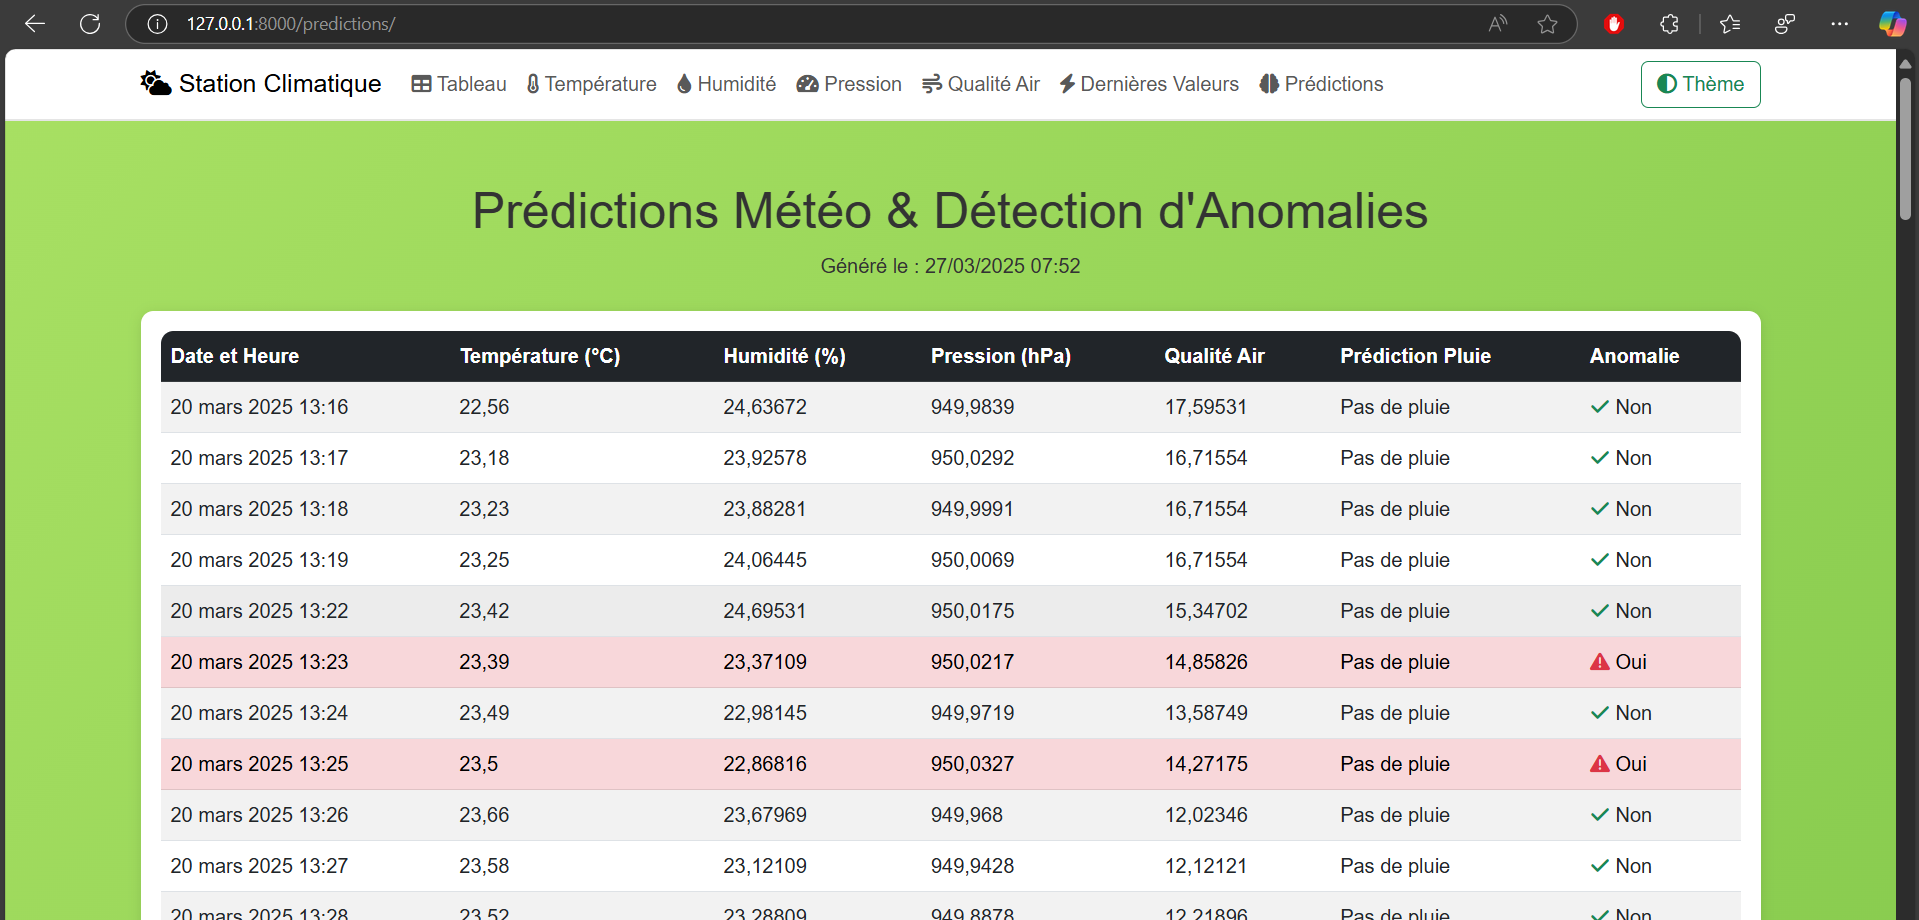 127.0.0.1:8000/predictions/
Station Climatique Tableau Température Humidité Pression Qualité Air Dernières Valeurs Prédictions Thème
Prédictions Météo & Détection d'Anomalies
Généré le : 27/03/2025 07:52
Date et Heure Température (°C) Humidité (%) Pression (hPa) Qualité Air Prédiction Pluie Anomalie
20 mars 2025 13:16 22,56 24,63672 949,9839 17,59531 Pas de pluie Non
20 mars 2025 13:17 23,18 23,92578 950,0292 16,71554 Pas de pluie Non
20 mars 2025 13:18 23,23 23,88281 949,9991 16,71554 Pas de pluie Non
20 mars 2025 13:19 23,25 24,06445 950,0069 16,71554 Pas de pluie Non
20 mars 2025 13:22 23,42 24,69531 950,0175 15,34702 Pas de pluie Non
20 mars 2025 13:23 23,39 23,37109 950,0217 14,85826 Pas de pluie Oui
20 mars 2025 13:24 23,49 22,98145 949,9719 13,58749 Pas de pluie Non
20 mars 2025 13:25 23,5 22,86816 950,0327 14,27175 Pas de pluie Oui
20 mars 2025 13:26 23,66 23,67969 949,968 12,02346 Pas de pluie Non
20 mars 2025 13:27 23,58 23,12109 949,9428 12,12121 Pas de pluie Non
20 mars 2025 13:28 23,52 23,28809 949,8878 12,21896 Pas de pluie Non